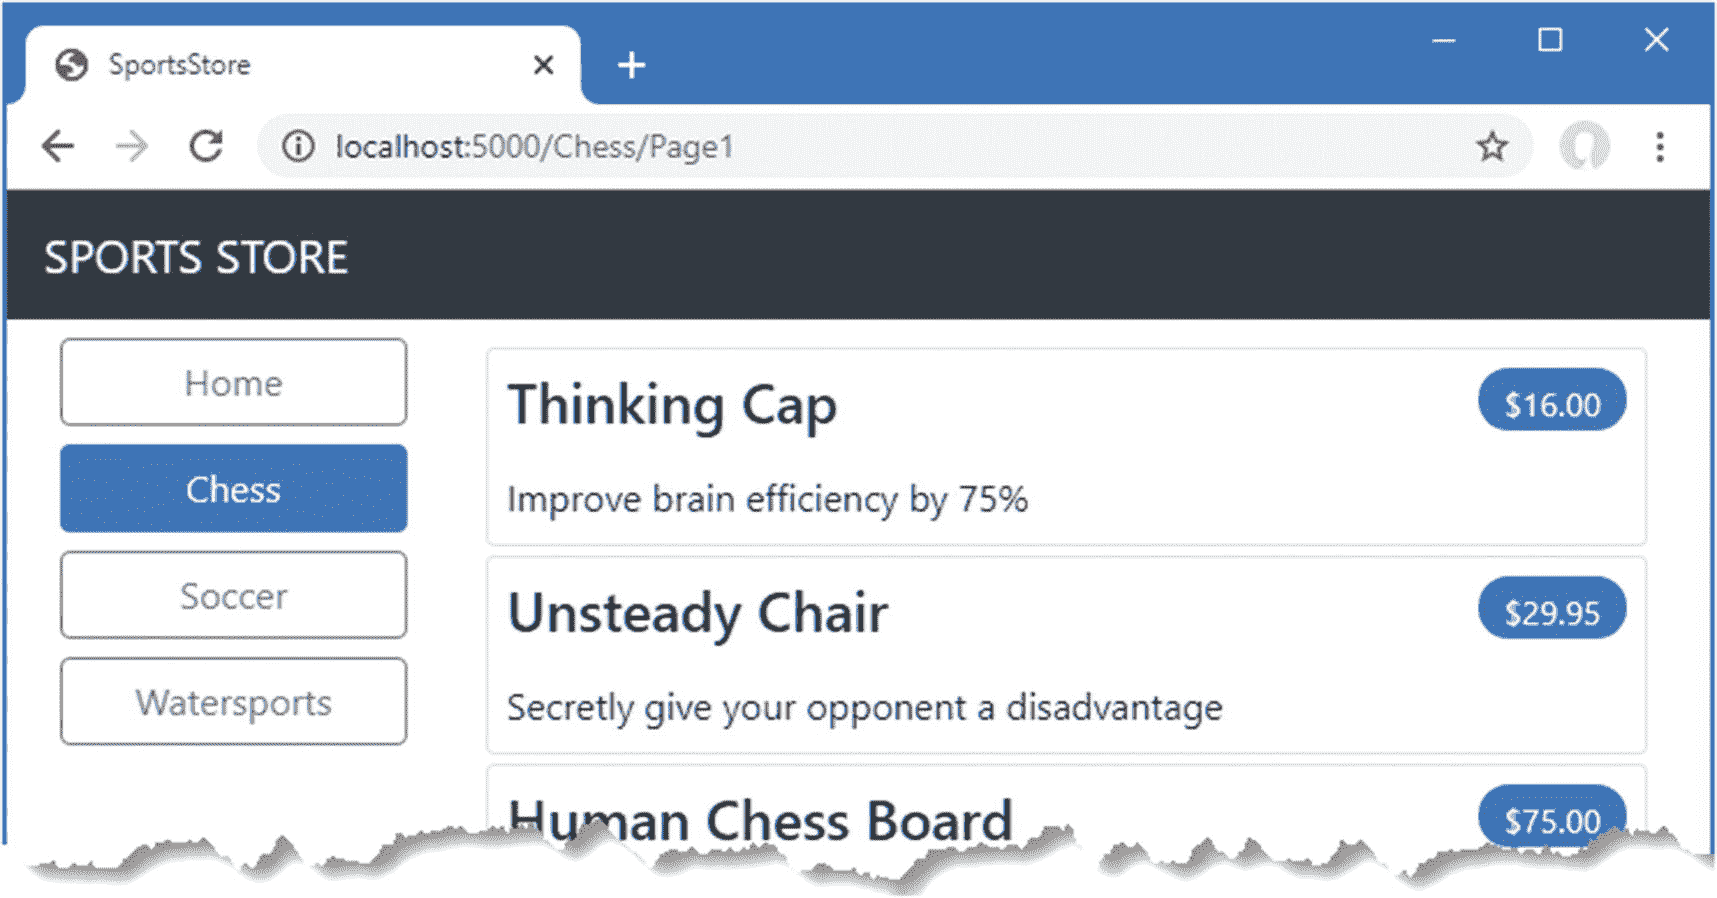 SportsStore
localhost:5000/Chess/Page1
SPORTS STORE
Home
Chess
Soccer
Watersports
Thinking Cap
$16.00
Improve brain efficiency by 75%
Unsteady Chair
$29.95
Secretly give your opponent a disadvantage
Human Chess Board
$75.00